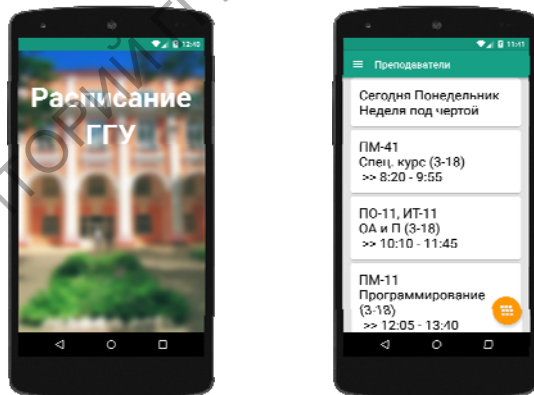 12:40
Расписание
ГГУ
11:41
Преподаватели
Сегодня Понедельник
Неделя под чертой
ПМ-41
Спец. курс (3-18)
>> 8:20 - 9:55
ПО-11, ИТ-11
ОА и П (3-18)
>> 10:10 - 11:45
ПМ-11
Программирование
(3-18)
>> 12:05 - 13:40